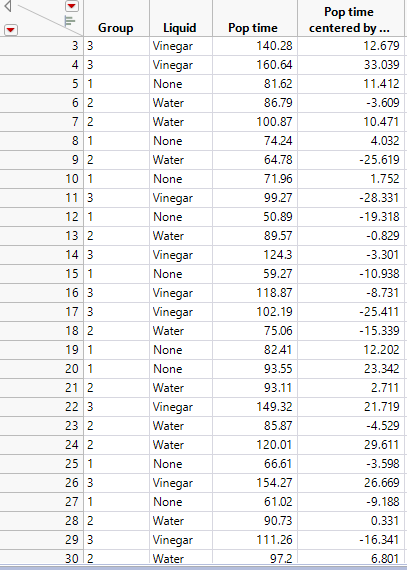 Group Liquid Pop time Pop time centered by ...
3 3 Vinegar 140.28 12.679
4 3 Vinegar 160.64 33.039
5 1 None 81.62 11.412
6 2 Water 86.79 -3.609
7 2 Water 100.87 10.471
8 1 None 74.24 4.032
9 2 Water 64.78 -25.619
10 1 None 71.96 1.752
11 3 Vinegar 99.27 -28.331
12 1 None 50.89 -19.318
13 2 Water 89.57 -0.829
14 3 Vinegar 124.3 -3.301
15 1 None 59.27 -10.938
16 3 Vinegar 118.87 -8.731
17 3 Vinegar 102.19 -25.411
18 2 Water 75.06 -15.339
19 1 None 82.41 12.202
20 1 None 93.55 23.342
21 2 Water 93.11 2.711
22 3 Vinegar 149.32 21.719
23 2 Water 85.87 -4.529
24 2 Water 120.01 29.611
25 1 None 66.61 -3.598
26 3 Vinegar 154.27 26.669
27 1 None 61.02 -9.188
28 2 Water 90.73 0.331
29 3 Vinegar 111.26 -16.341
30 2 Water 97.2 6.801